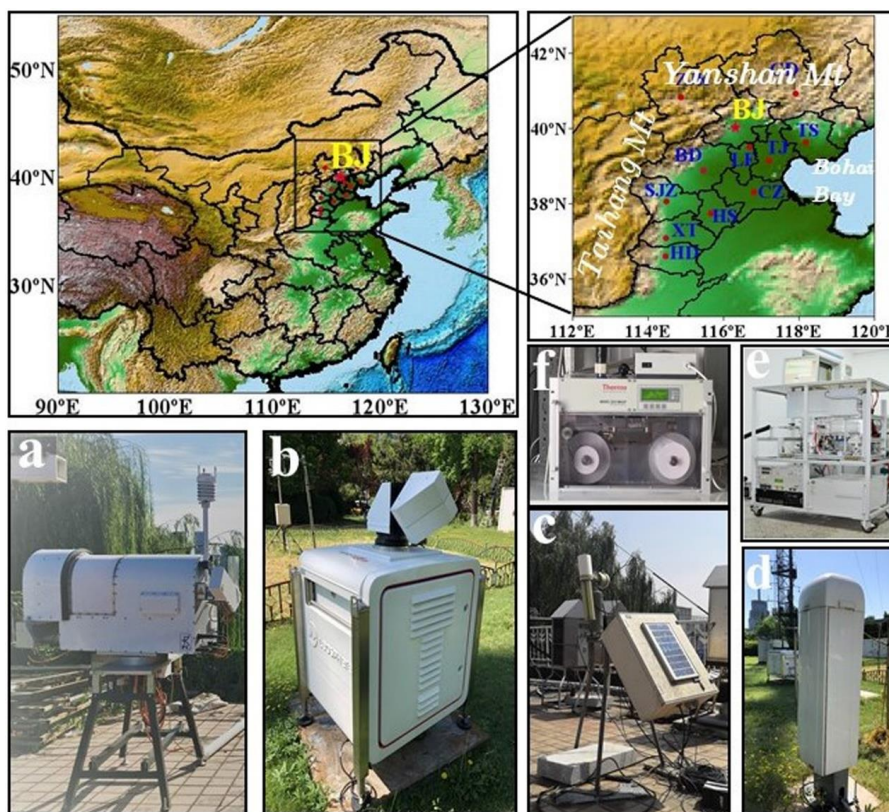 50°N
40°N
30°N
BJ
90°E
100°E
110°E
120°E
130°E
42°N
40°N
38°N
36°N
Yanshan Mt
Taihang Mt
BJ
TS
BD
LF
TJ
Bohai
Bay
SJZ
CZ
HS
XT
HD
112°E
114°E
116°E
118°E
120°E
a
b
f
Thermo
e
c
d